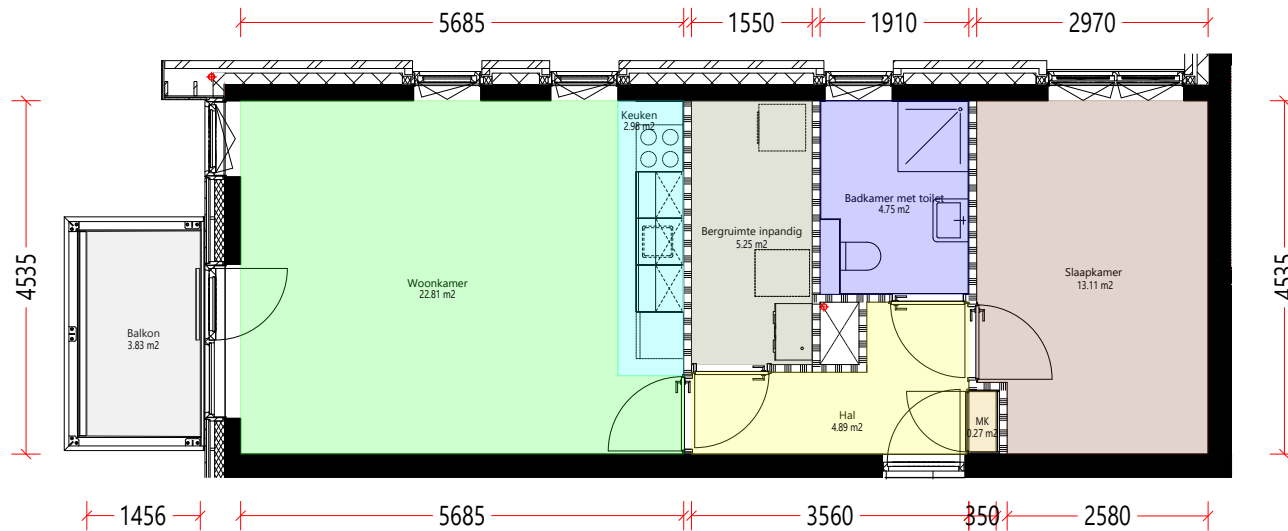 5685
1550
1910
2970
Keuken
2.98 m2
Badkamer met toilet
4.75 m2
Bergruimte inpandig
5.25 m2
Slaapkamer
13.11 m2
Woonkamer
22.81 m2
4535
4535
Balkon
3.83 m2
Hal
4.89 m2
MK
0.27 m2
1456
5685
3560
350
2580